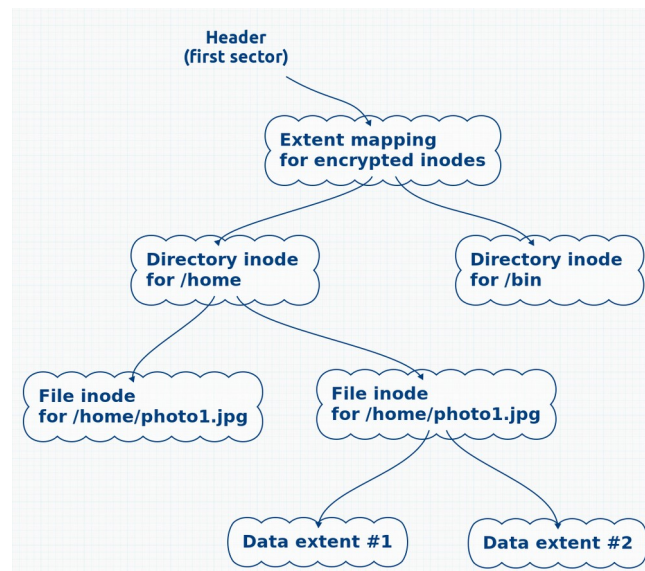 Header
(first sector)
Extent mapping
for encrypted inodes
Directory inode
for /home
Directory inode
for /bin
File inode
for /home/photo1.jpg
File inode
for /home/photo1.jpg
Data extent #1
Data extent #2